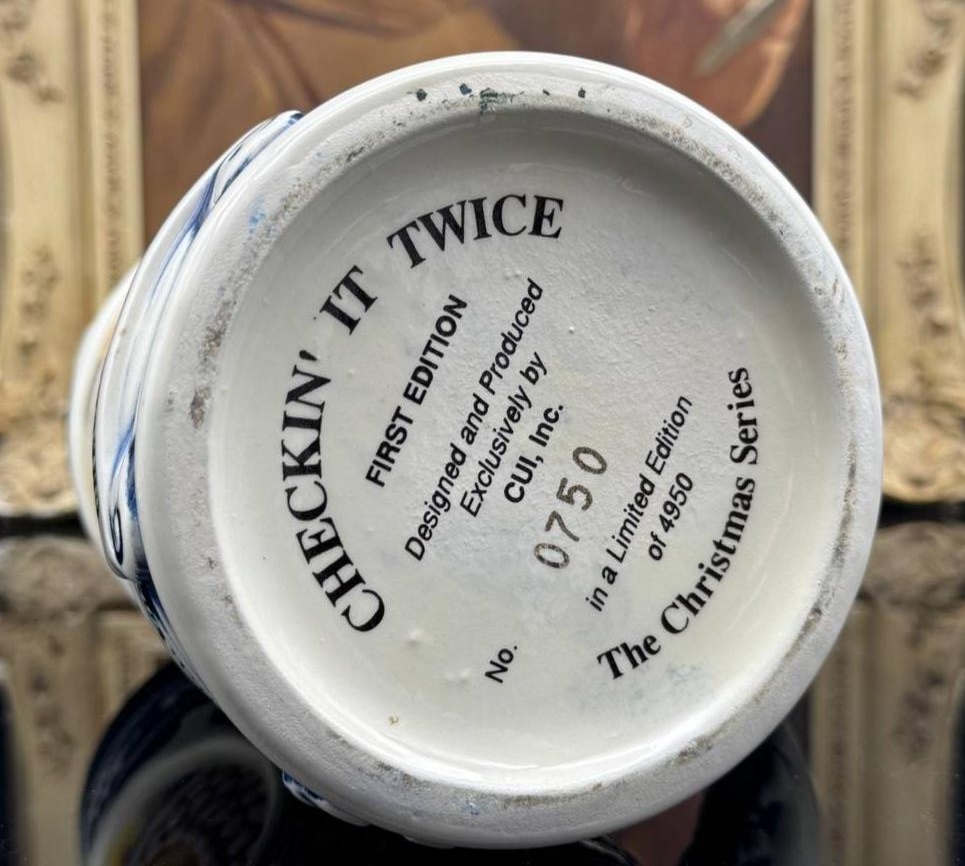 CHECKIN' IT TWICE
FIRST EDITION
Designed and Produced
Exclusively by
CUI, Inc.
No. 0750
in a Limited Edition
of 4950
The Christmas Series